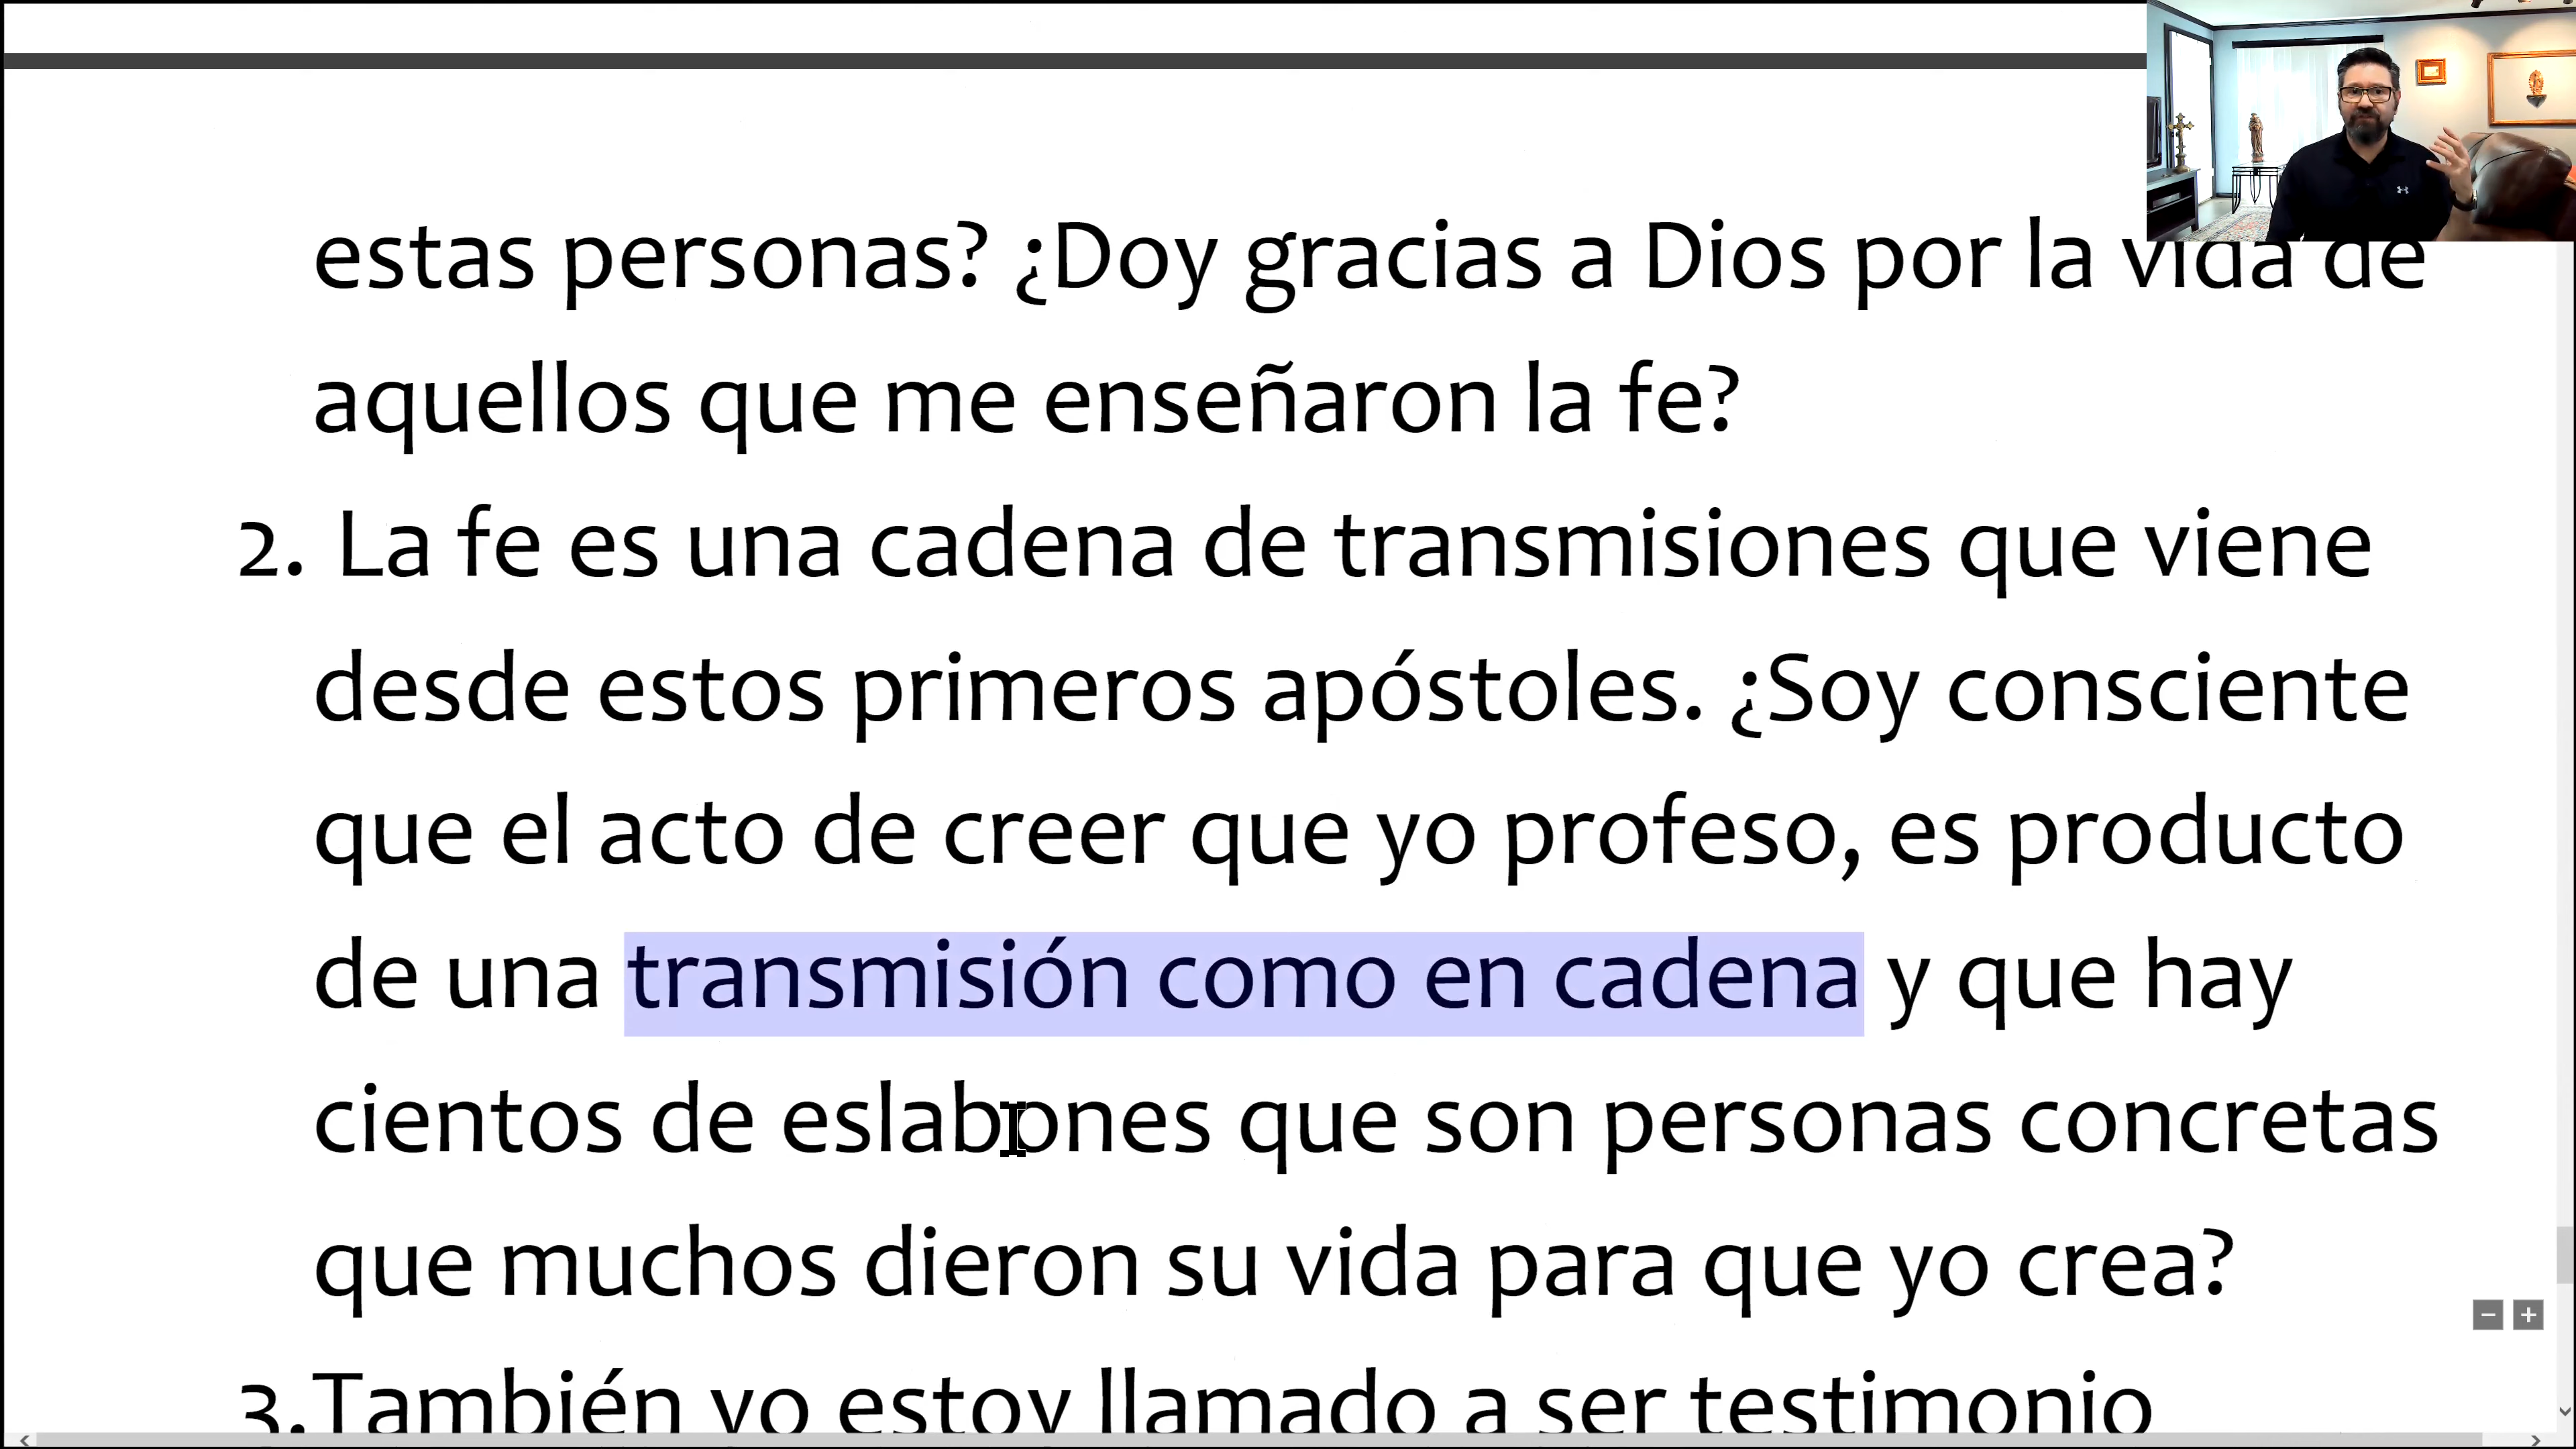 estas personas? ¿Doy gracias a Dios por la vida de
aquellos que me enseñaron la fe?
2. La fe es una cadena de transmisiones que viene
desde estos primeros apóstoles. ¿Soy consciente
que el acto de creer que yo profeso, es producto
de una transmisión como en cadena y que hay
cientos de eslabones que son personas concretas
que muchos dieron su vida para que yo crea?
3.También yo estoy llamado a ser testimonio